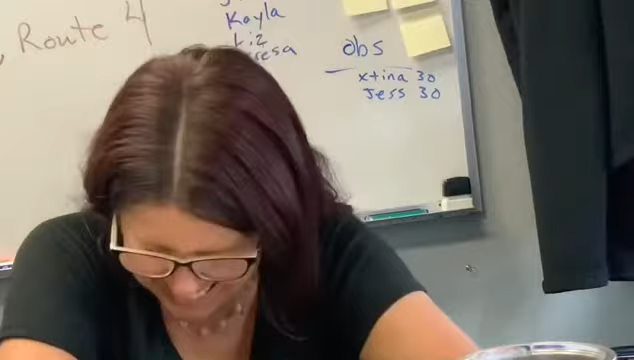 , Route 4
Kayla
Liz
obs
xtina 30
Jess 30